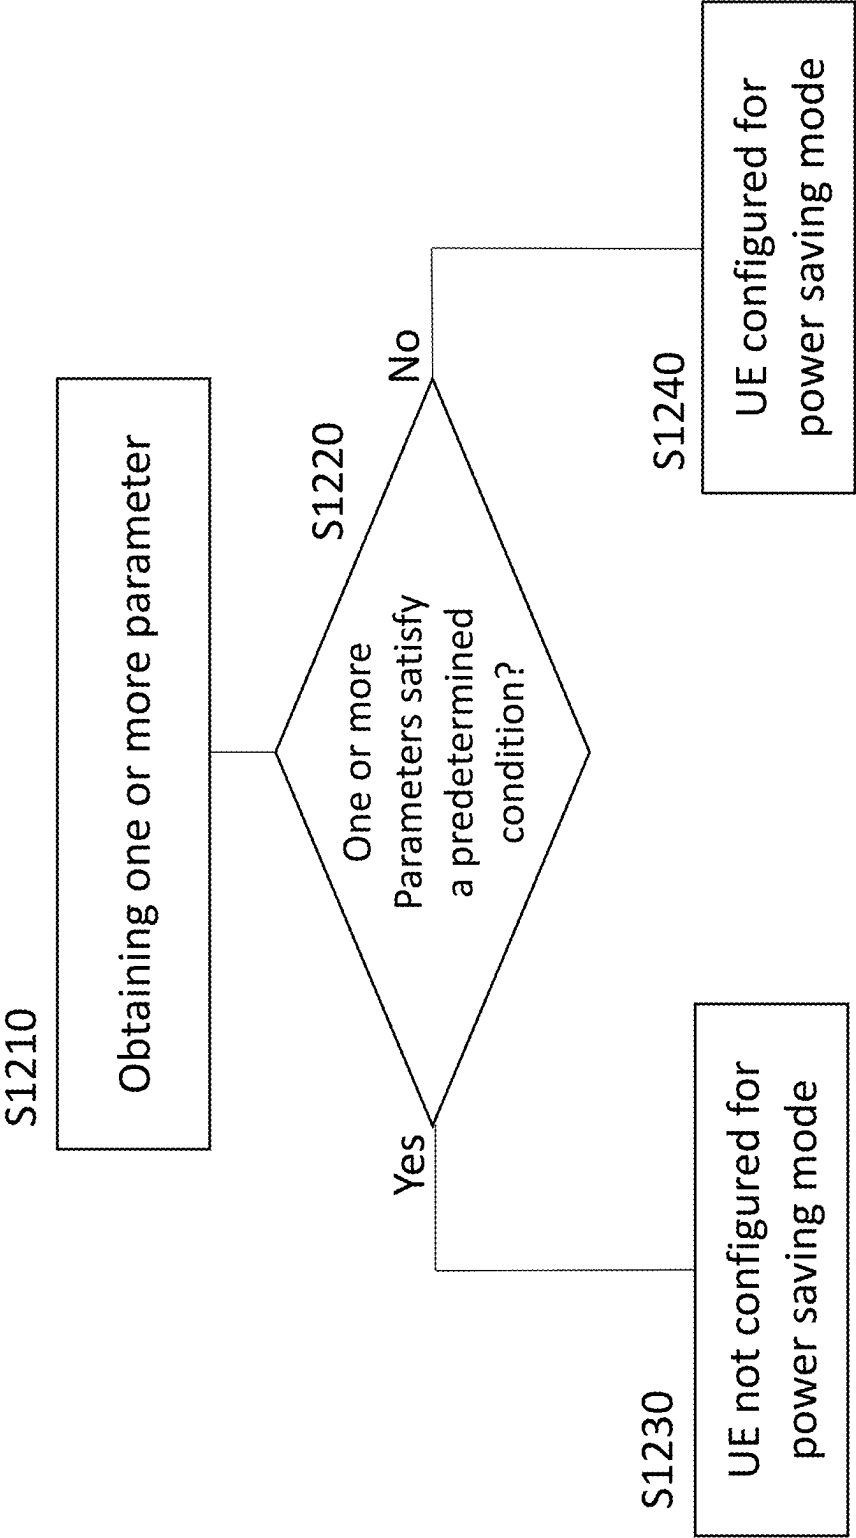 S1210
Obtaining one or more parameter
S1220
One or more
Parameters satisfy
a predetermined
condition?
Yes
No
S1230
UE not configured for
power saving mode
S1240
UE configured for
power saving mode